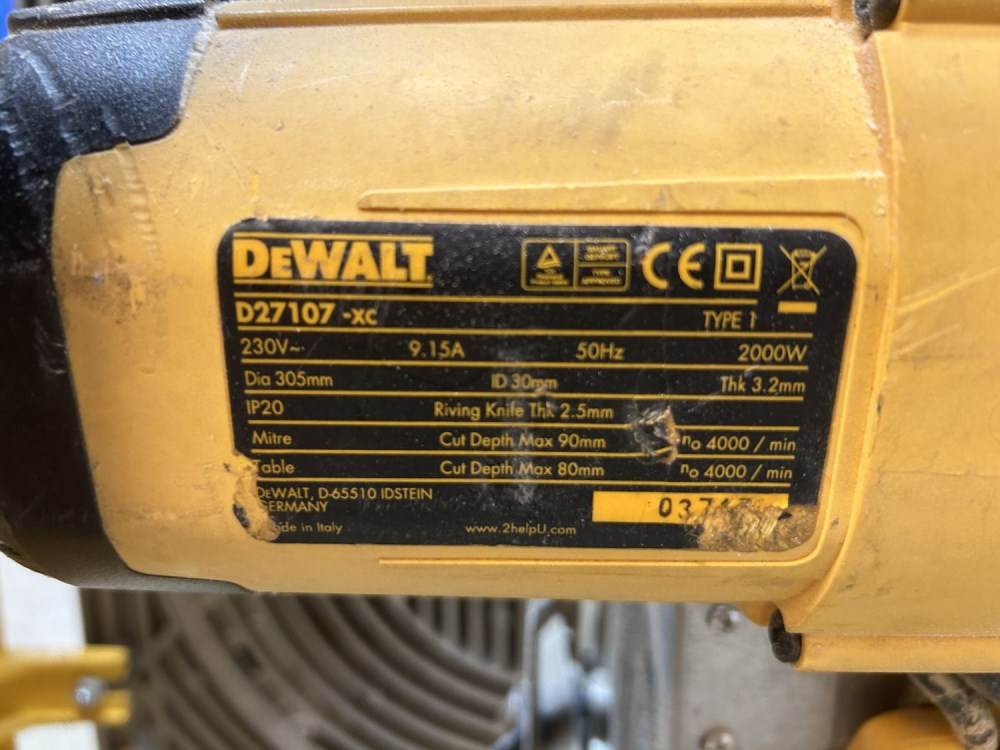 DEWALT
D27107 -XC TYPE 1
230V~ 9.15A 50Hz 2000W
Dia 305mm ID 30mm Thk 3.2mm
IP20 Riving Knife Thk 2.5mm
Mitre Cut Depth Max 90mm n₀ 4000 / min
Table Cut Depth Max 80mm n₀ 4000 / min
DEWALT, D-65510 IDSTEIN
GERMANY
in Italy www.2helpU.com